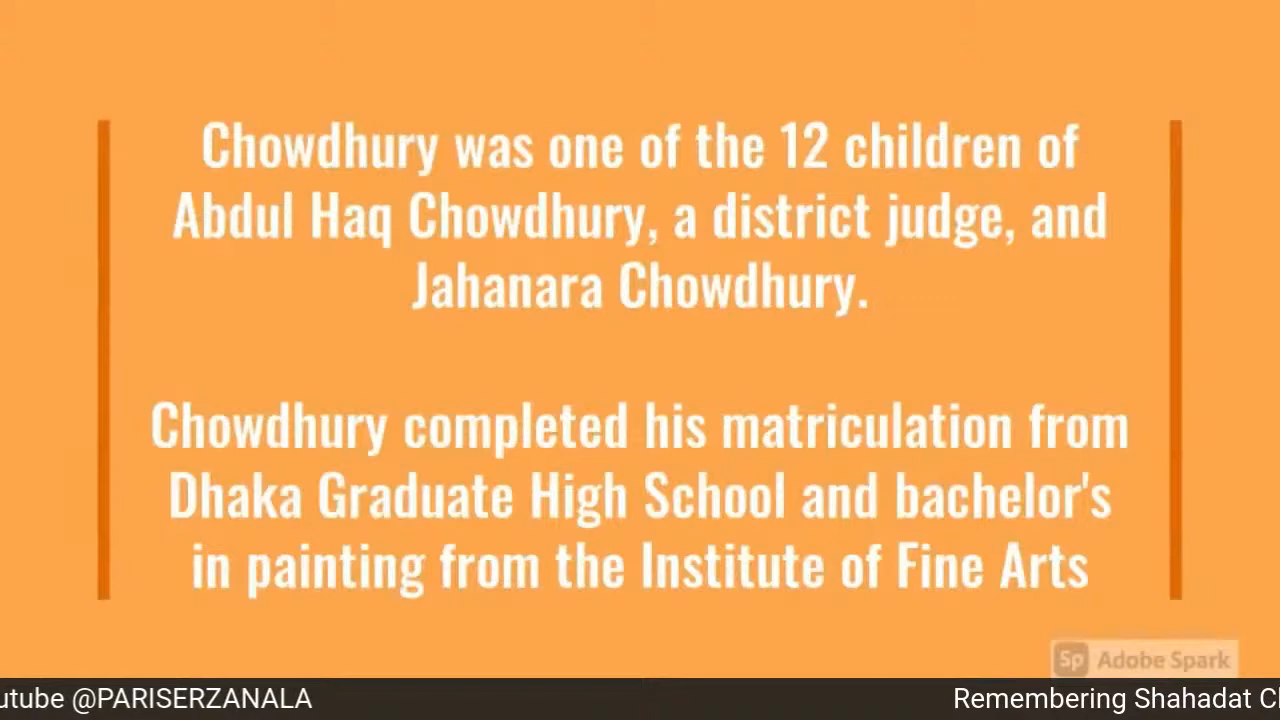 Chowdhury was one of the 12 children of
Abdul Haq Chowdhury, a district judge, and
Jahanara Chowdhury.
Chowdhury completed his matriculation from
Dhaka Graduate High School and bachelor's
in painting from the Institute of Fine Arts
Sp Adobe Spark
utube @PARISERZANALA
Remembering Shahadat